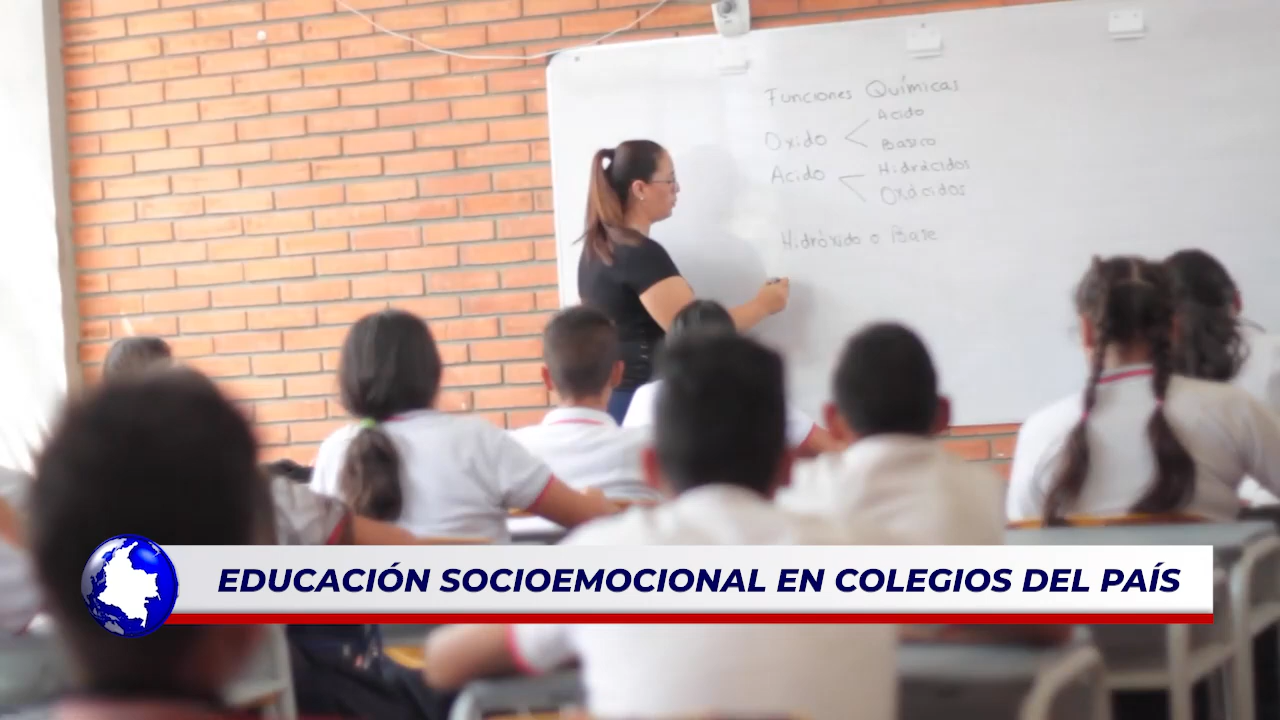 Funciones Químicas
Oxido
Acido
Basico
Acido
Hidrácidos
Oxácidos
Hidróxido o Base
EDUCACIÓN SOCIOEMOCIONAL EN COLEGIOS DEL PAÍS